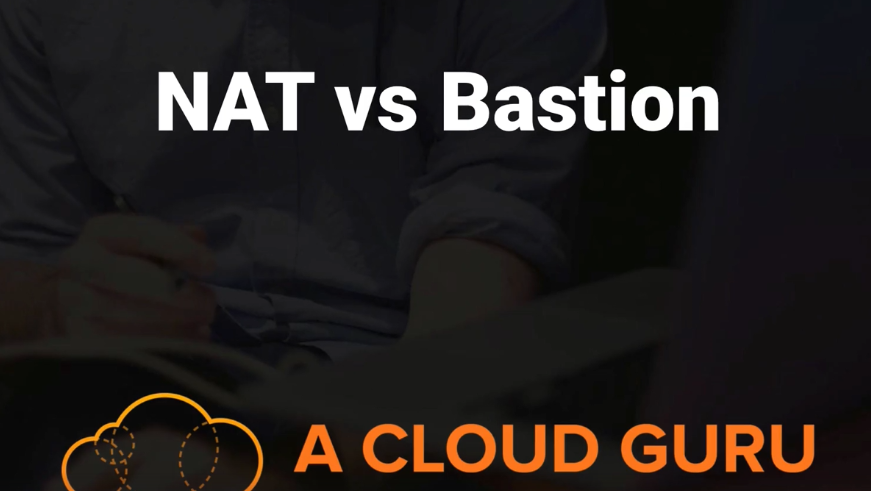 NAT vs Bastion
A CLOUD GURU